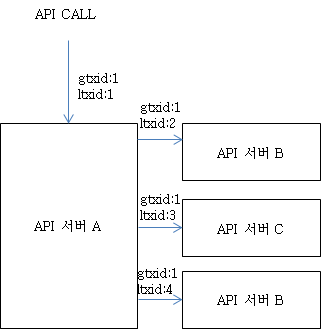 API CALL
gtxid:1
ltxid:1
gtxid:1
ltxid:2
API 서버 B
API 서버 A
gtxid:1
ltxid:3
API 서버 C
gtxid:1
ltxid:4
API 서버 B